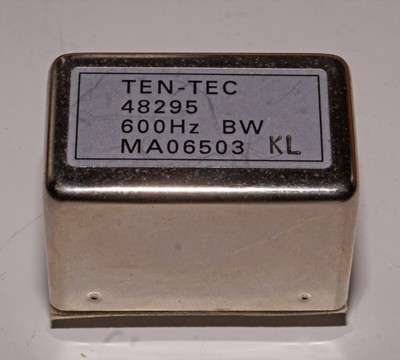 TEN-TEC
48295
600Hz BW
MA06503 KL